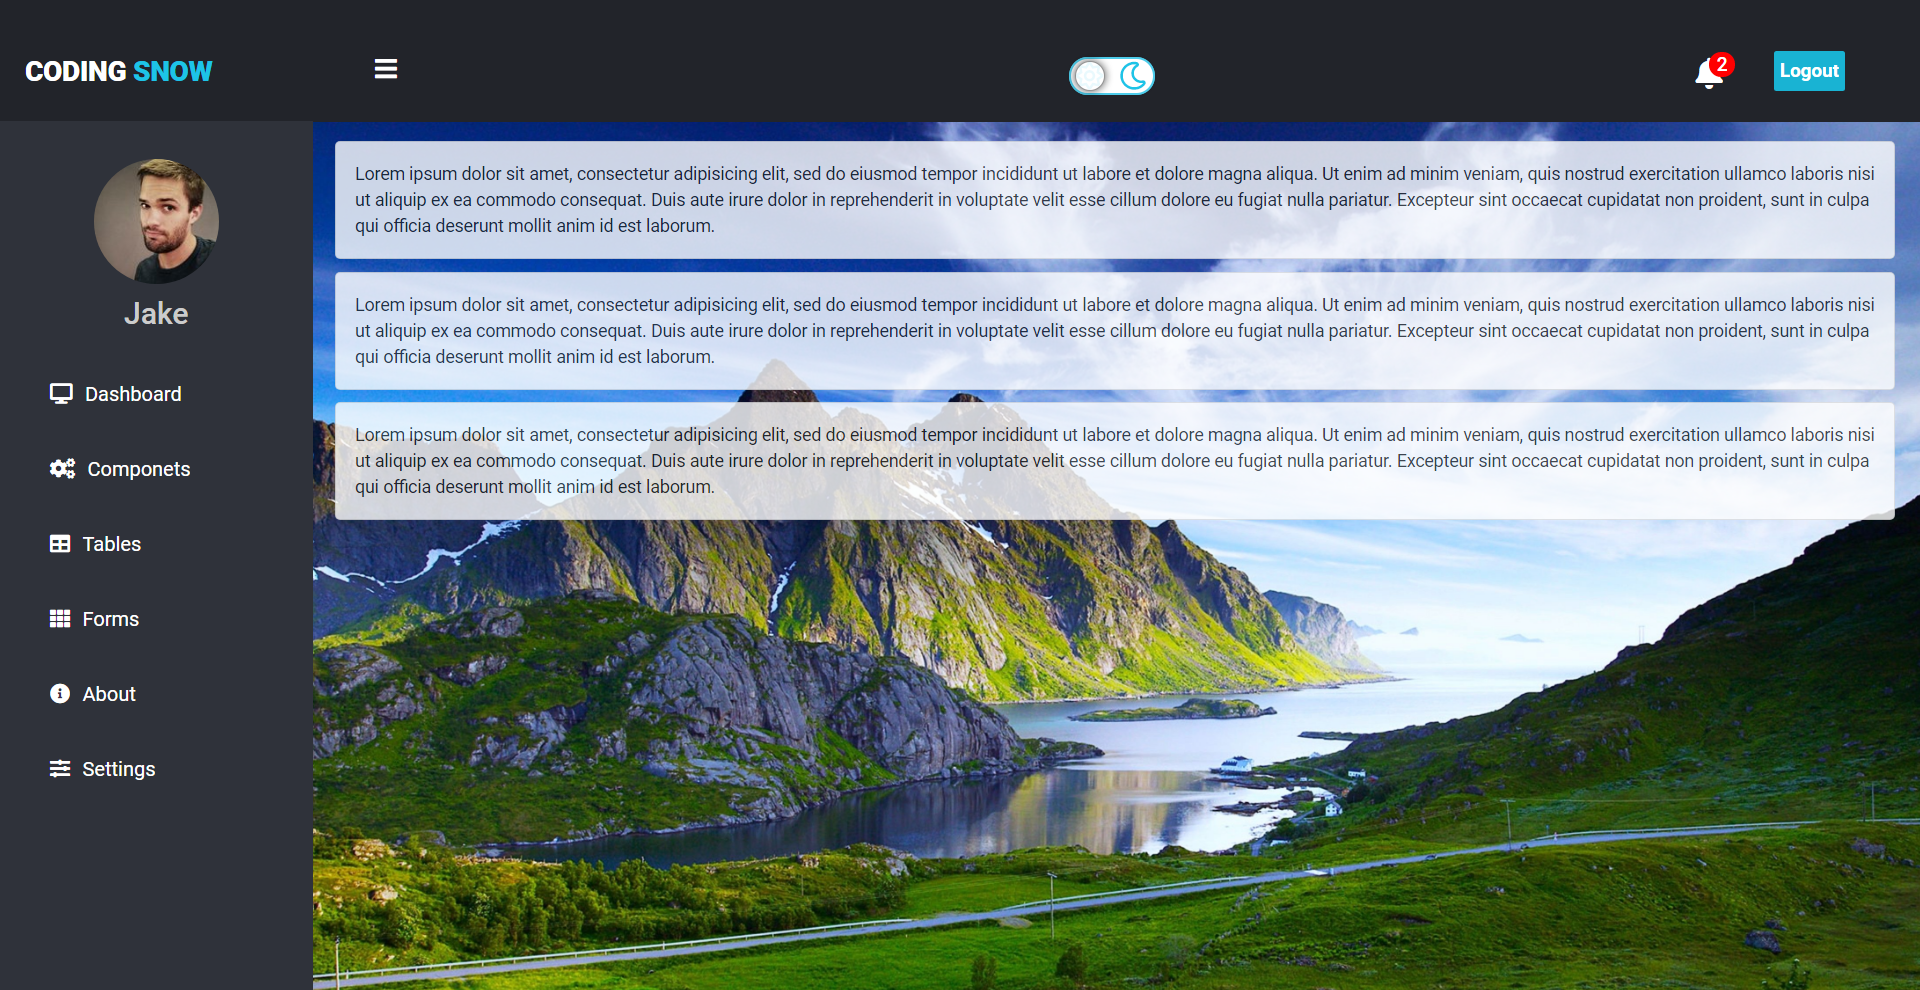 CODING SNOW
2
Logout
Jake
Dashboard
Componets
Tables
Forms
About
Settings
Lorem ipsum dolor sit amet, consectetur adipisicing elit, sed do eiusmod tempor incididunt ut labore et dolore magna aliqua. Ut enim ad minim veniam, quis nostrud exercitation ullamco laboris nisi
ut aliquip ex ea commodo consequat. Duis aute irure dolor in reprehenderit in voluptate velit esse cillum dolore eu fugiat nulla pariatur. Excepteur sint occaecat cupidatat non proident, sunt in culpa
qui officia deserunt mollit anim id est laborum.
Lorem ipsum dolor sit amet, consectetur adipisicing elit, sed do eiusmod tempor incididunt ut labore et dolore magna aliqua. Ut enim ad minim veniam, quis nostrud exercitation ullamco laboris nisi
ut aliquip ex ea commodo consequat. Duis aute irure dolor in reprehenderit in voluptate velit esse cillum dolore eu fugiat nulla pariatur. Excepteur sint occaecat cupidatat non proident, sunt in culpa
qui officia deserunt mollit anim id est laborum.
Lorem ipsum dolor sit amet, consectetur adipisicing elit, sed do eiusmod tempor incididunt ut labore et dolore magna aliqua. Ut enim ad minim veniam, quis nostrud exercitation ullamco laboris nisi
ut aliquip ex ea commodo consequat. Duis aute irure dolor in reprehenderit in voluptate velit esse cillum dolore eu fugiat nulla pariatur. Excepteur sint occaecat cupidatat non proident, sunt in culpa
qui officia deserunt mollit anim id est laborum.